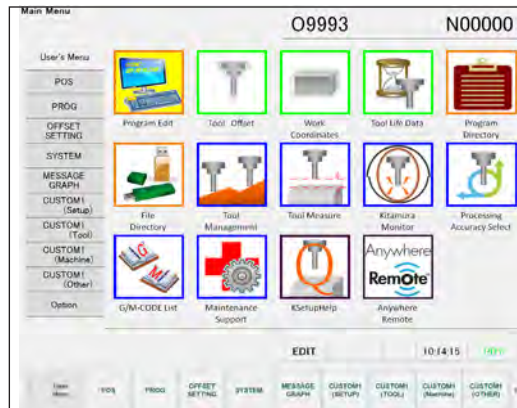 Main Menu
O9993 N00000
User's Menu
POS
PROG
OFFSET
SETTING
SYSTEM
MESSAGE
GRAPH
CUSTOM1
(Setup)
CUSTOM1
(Tool)
CUSTOM1
(Machine)
CUSTOM1
(Other)
Option
Program Edit
Tool Offset
Work
Coordinates
Tool Life Data
Program
Directory
File
Directory
Tool
Management
Tool Measure
Kitamura
Monitor
Processing
Accuracy Select
G
M
G/M-CODE List
Maintenance
Support
KSetupHelp
Anywhere
Remote
Anywhere
Remote
EDIT 10:14:15
POS
PROG
OFFSET
SETTING
SYSTEM
MESSAGE
GRAPH
CUSTOM1
(SETUP)
CUSTOM1
(TOOL)
CUSTOM1
(Machine)
CUSTOM1
(OTHER)